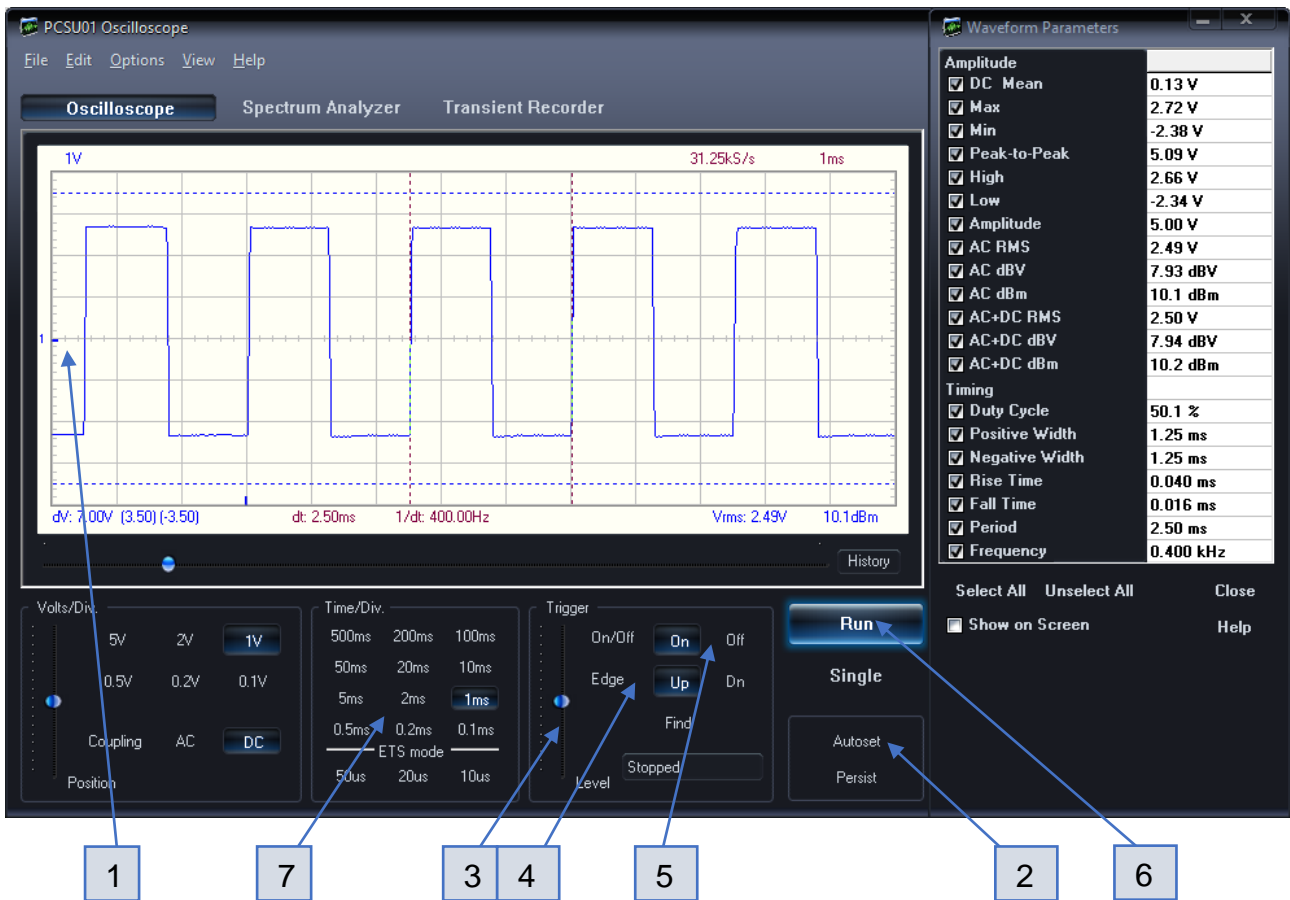 PCSU01 Oscilloscope
File Edit Options View Help
Oscilloscope Spectrum Analyzer Transient Recorder
1V 31.25kS/s 1ms
1
dV: 7.00V (3.50) (-3.50) dt: 2.50ms 1/dt: 400.00Hz Vrms: 2.49V 10.1dBm
History
Volts/Div.
5V 2V 1V
0.5V 0.2V 0.1V
Coupling AC DC
Position
Time/Div.
500ms 200ms 100ms
50ms 20ms 10ms
5ms 2ms 1ms
0.5ms 0.2ms 0.1ms
ETS mode
50us 20us 10us
Trigger
On/Off On Off
Edge Up Dn
Find
Stopped
Level
Run
Single
Autoset
Persist
Waveform Parameters
Amplitude
DC Mean 0.13 V
Max 2.72 V
Min -2.38 V
Peak-to-Peak 5.09 V
High 2.66 V
Low -2.34 V
Amplitude 5.00 V
AC RMS 2.49 V
AC dBV 7.93 dBV
AC dBm 10.1 dBm
AC+DC RMS 2.50 V
AC+DC dBV 7.94 dBV
AC+DC dBm 10.2 dBm
Timing
Duty Cycle 50.1 %
Positive Width 1.25 ms
Negative Width 1.25 ms
Rise Time 0.040 ms
Fall Time 0.016 ms
Period 2.50 ms
Frequency 0.400 kHz
Select All Unselect All Close
Show on Screen Help
1 7 3 4 5 2 6